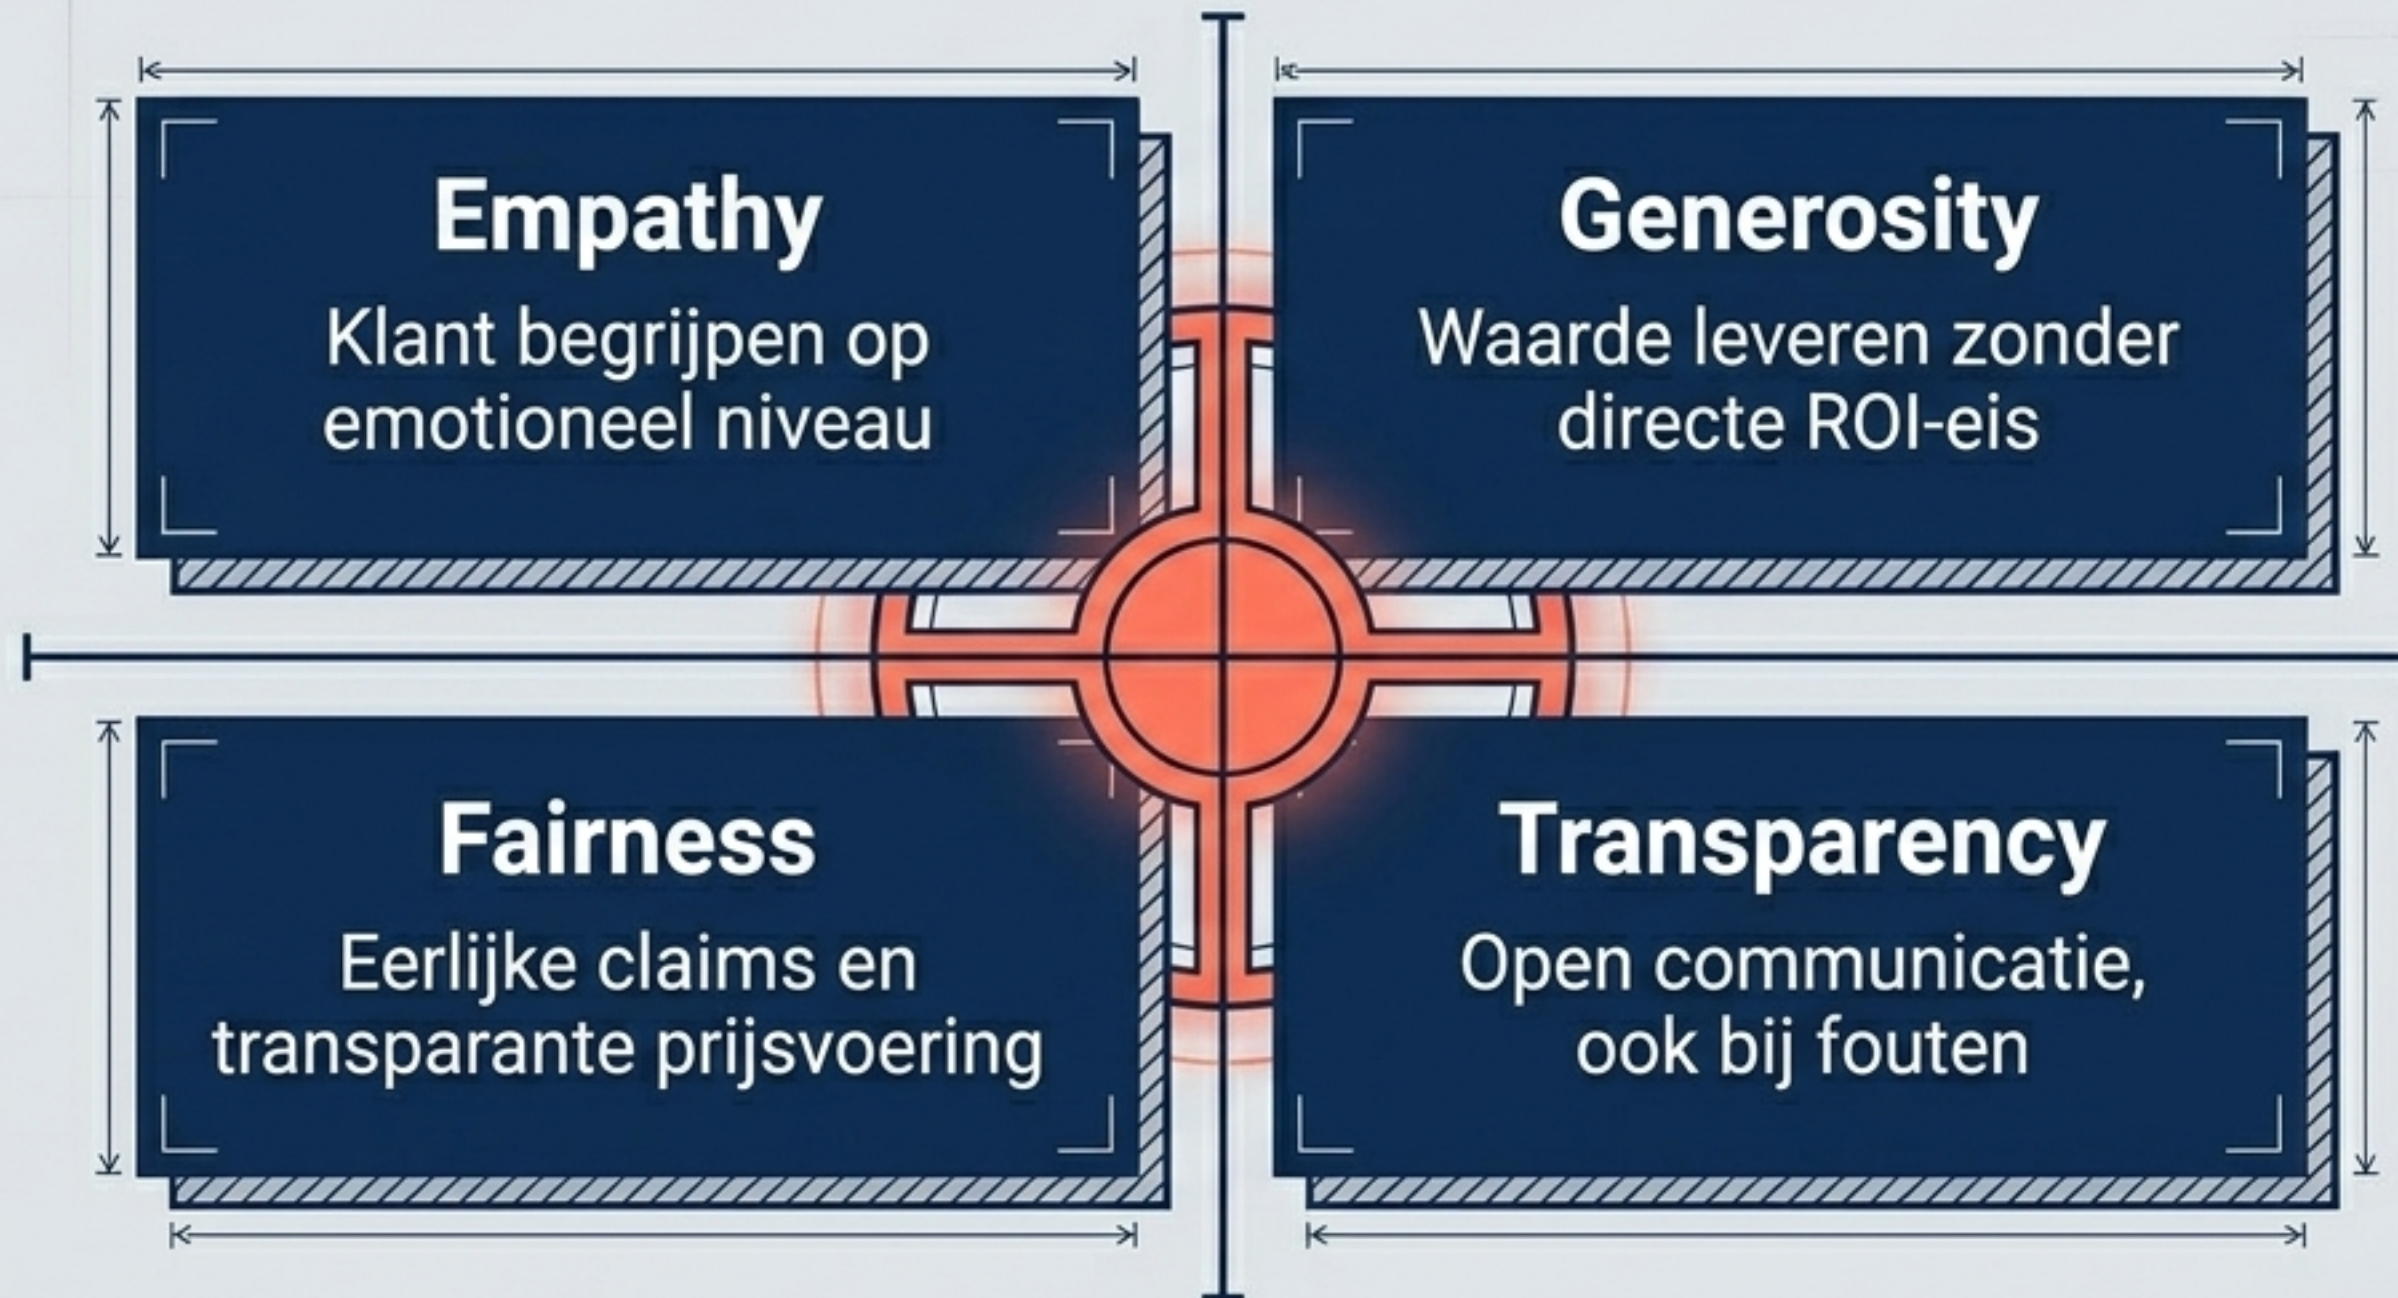 Empathy
Klant begrijpen op
emotioneel niveau
Generosity
Waarde leveren zonder
directe ROI-eis
Fairness
Eerlijke claims en
transparante prijsvoering
Transparency
Open communicatie,
ook bij fouten